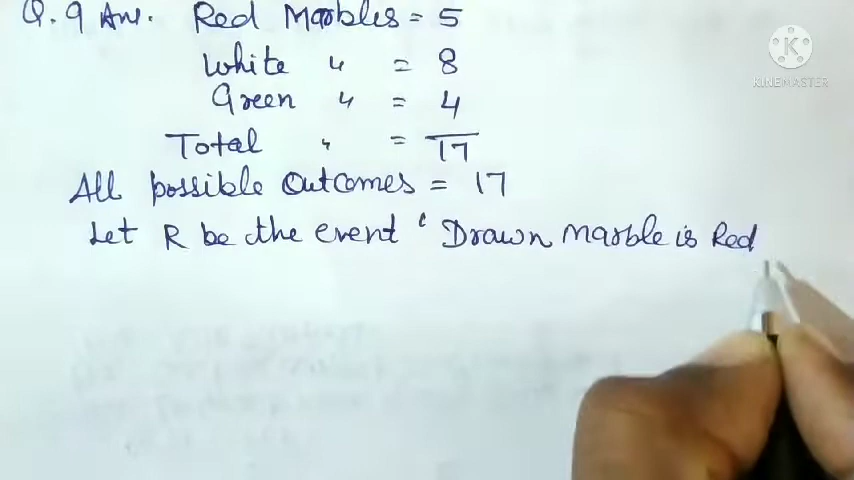 Q. 9 Ans. Red Marbles = 5
White " = 8
Green " = 4
Total " = 17
All possible Outcomes = 17
Let R be the event ‘Drawn Marble is Red
K
KINEMASTER